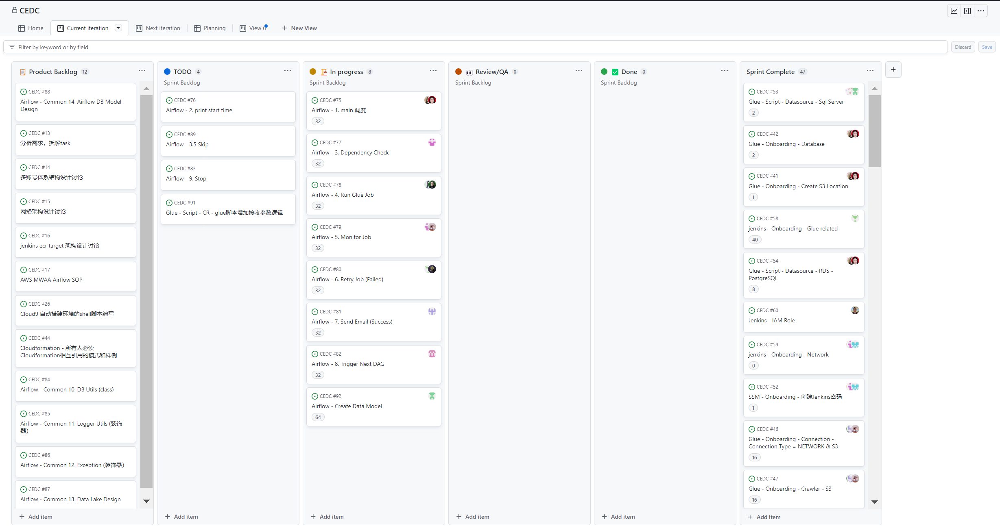 CEDC
Home
Current iteration
Next iteration
Planning
View 6
New View
Filter by keyword or by field
Discard
Save
Product Backlog 12
CEDC #88
Airflow - Common 14. Airflow DB Model
Design
CEDC #13
分析需求，拆解task
CEDC #14
多账号体系结构设计讨论
CEDC #15
网络架构设计讨论
CEDC #16
jenkins ecr target 架构设计讨论
CEDC #17
AWS MWAA Airflow SOP
CEDC #26
Cloud9 自动搭建环境的shell脚本编写
CEDC #44
Cloudformation - 所有人必读
Cloudformation相互引用的模式和样例
CEDC #84
Airflow - Common 10. DB Utils (class)
CEDC #85
Airflow - Common 11. Logger Utils (装饰
器)
CEDC #86
Airflow - Common 12. Exception (装饰器)
CEDC #87
Airflow - Common 13. Data Lake Design
Add item
TODO 4
Sprint Backlog
CEDC #76
Airflow - 2. print start time
CEDC #89
Airflow - 3.5 Skip
CEDC #83
Airflow - 9. Stop
CEDC #91
Glue - Script - CR - glue脚本增加接收参数逻辑
Add item
In progress 8
Sprint Backlog
CEDC #75
Airflow - 1. main 调度
32
CEDC #77
Airflow - 3. Dependency Check
32
CEDC #78
Airflow - 4. Run Glue Job
32
CEDC #79
Airflow - 5. Monitor Job
32
CEDC #80
Airflow - 6. Retry Job (Failed)
32
CEDC #81
Airflow - 7. Send Email (Success)
32
CEDC #82
Airflow - 8. Trigger Next DAG
32
CEDC #92
Airflow - Create Data Model
64
Add item
Review/QA 0
Sprint Backlog
Add item
Done 0
Sprint Backlog
Add item
Sprint Complete 47
CEDC #53
Glue - Script - Datasource - Sql Server
2
CEDC #42
Glue - Onboarding - Database
2
CEDC #41
Glue - Onboarding - Create S3 Location
1
CEDC #58
jenkins - Onboarding - Glue related
40
CEDC #54
Glue - Script - Datasource - RDS -
PostgreSQL
8
CEDC #60
Jenkins - IAM Role
CEDC #59
jenkins - Onboarding - Network
0
CEDC #52
SSM - Onboarding - 创建Jenkins密码
1
CEDC #46
Glue - Onboarding - Connection -
Connection Type = NETWORK & S3
16
CEDC #47
Glue - Onboarding - Crawler - S3
16
Add item